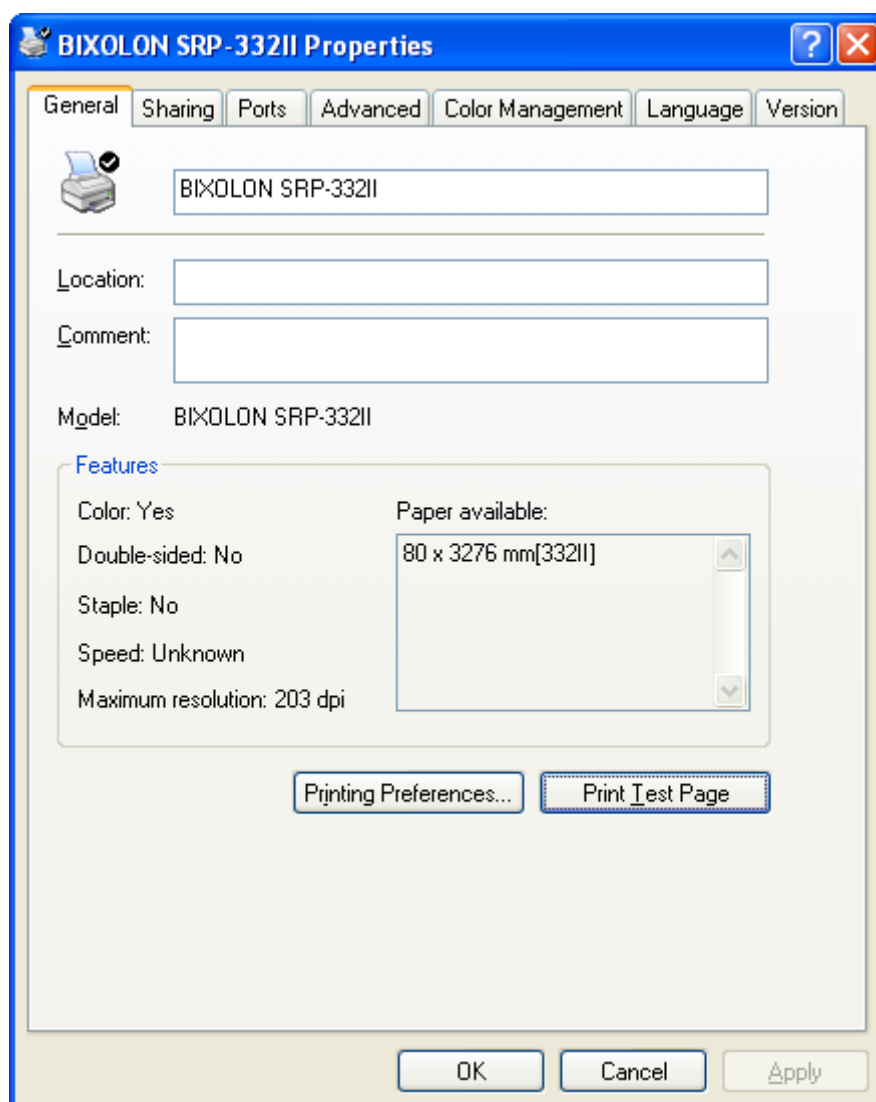 BIXOLON SRP-332II Properties
General Sharing Ports Advanced Color Management Language Version
BIXOLON SRP-332II
Location:
Comment:
Model: BIXOLON SRP-332II
Features
Color: Yes
Paper available:
Double-sided: No
80 x 3276 mm[332II]
Staple: No
Speed: Unknown
Maximum resolution: 203 dpi
Printing Preferences... Print Test Page
OK Cancel Apply